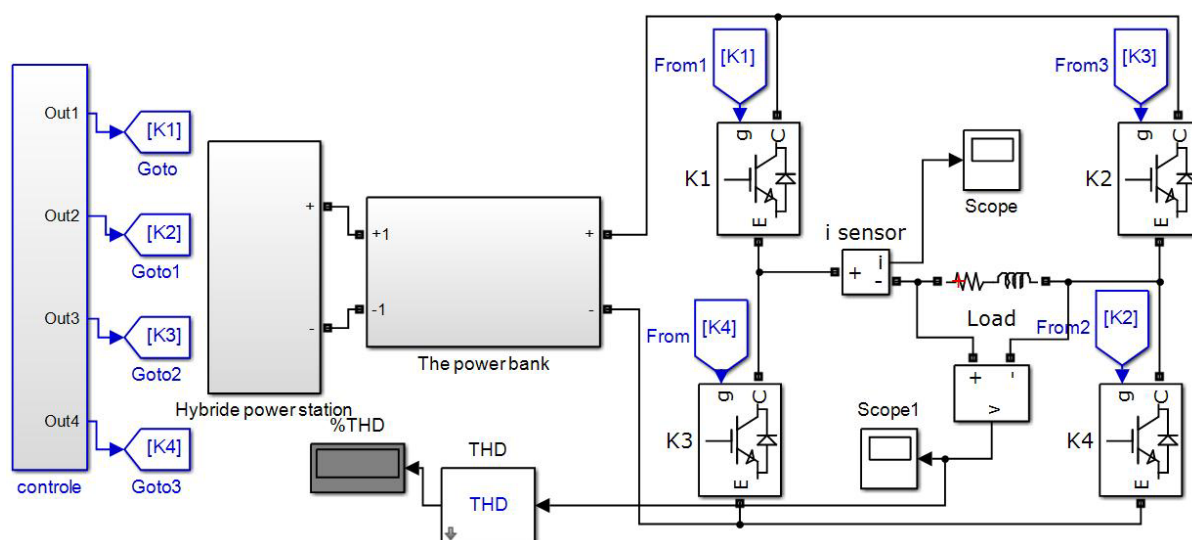 Out1
[K1]
Goto
Out2
[K2]
Goto1
Out3
[K3]
Goto2
Out4
[K4]
Goto3
controle
+
-
Hybride power station
+1
-1
+
-
The power bank
%THD
THD
THD
From1
[K1]
g
C
K1
E
From3
[K3]
g
C
K2
E
Scope
i sensor
+
i
-
Load
+
-
v
Scope1
From
[K4]
g
C
K3
E
From2
[K2]
g
C
K4
E